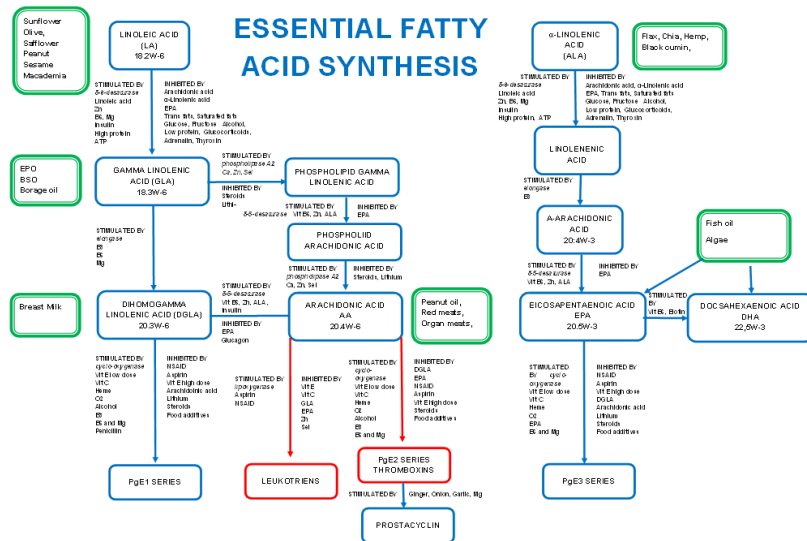 ESSENTIAL FATTY
ACID SYNTHESIS
Sunflower
Olive,
Safflower
Peanut
Sesame
Macademia
LINOLEIC ACID
(LA)
18.2W-6
STIMULATED BY
δ-6-desaturase
Linoleic acid
Zn
B6, Mg
Insulin
High protein
ATP
INHIBITED BY
Arachidonic acid
α-Linolenic acid
EPA
Trans fats, Saturated fats
Glucose, Fructose Alcohol,
Low protein, Glucocorticoids,
Adrenalin, Thyroxin
EPO
BSO
Borage oil
GAMMA LINOLENIC
ACID (GLA)
18.3W-6
STIMULATED BY
phospholipase A2
Ca, Zn, Sel
INHIBITED BY
Steroids
PHOSPHOLIPID GAMMA
LINOLENIC ACID
STIMULATED BY
δ-5-desaturase Vit B6, Zn, ALA
INHIBITED BY
EPA
PHOSPHOLIID
ARACHIDONIC ACID
STIMULATED BY
phospholipase A2
Ca, Zn, Sel
INHIBITED BY
Steroids, Lithium
STIMULATED BY
elongase
B3
B6
Mg
Breast Milk
DIHOMOGAMMA
LINOLENIC ACID (DGLA)
20.3W-6
STIMULATED BY
δ-5-desaturase
Vit B6, Zn, ALA,
Insulin
INHIBITED BY
EPA
Glucagon
ARACHIDONIC ACID
AA
20.4W-6
Peanut oil,
Red meats,
Organ meats,
STIMULATED BY
cyclo-oxygenase
Vit E low dose
Vit C
Heme
O2
Alcohol
B3
B6 and Mg
Penicillin
INHIBITED BY
NSAID
Aspirin
Vit E high dose
Arachidonic acid
Lithium
Steroids
Food additives
STIMULATED BY
lipoxygenase
Aspirin
NSAID
INHIBITED BY
Vit E
Vit C
GLA
EPA
Zn
Sel
STIMULATED BY
cyclo-
oxygenase
Vit E low dose
Vit C
Heme
O2
Alcohol
B3
B6 and Mg
INHIBITED BY
DGLA
EPA
NSAID
Aspirin
Vit E high dose
Steroids
Food additives
PgE1 SERIES
LEUKOTRIENS
PgE2 SERIES
THROMBOXINS
STIMULATED BY Ginger, Onion, Garlic, Mg
PROSTACYCLIN
α-LINOLENIC
ACID
(ALA)
Flax, Chia, Hemp,
Black cumin,
STIMULATED BY
δ-6-desaturase
Linoleic acid
Zn, B6, Mg
Insulin
High protein, ATP
INHIBITED BY
Arachidonic acid, α-Linolenic acid
EPA, Trans fats, Saturated fats
Glucose, Fructose Alcohol,
Low protein, Glucocorticoids,
Adrenalin, Thyroxin
LINOLENENIC
ACID
STIMULATED BY
elongase
B3
A-ARACHIDONIC
ACID
20:4W-3
STIMULATED BY
δ-5-desaturase
Vit B6, Zn, ALA
INHIBITED BY
EPA
Fish oil
Algae
EICOSAPENTAENOIC ACID
EPA
20.5W-3
STIMULATED
BY
Vit B6, Biotin
DOCSAHEXAENOIC ACID
DHA
22,5W-3
STIMULATED
BY cyclo-
oxygenase
Vit E low dose
Vit C
Heme
O2
EPA
B6 and Mg
INHIBITED BY
NSAID
Aspirin
Vit E high dose
DGLA
Arachidonic acid
Lithium
Steroids
Food additives
PgE3 SERIES